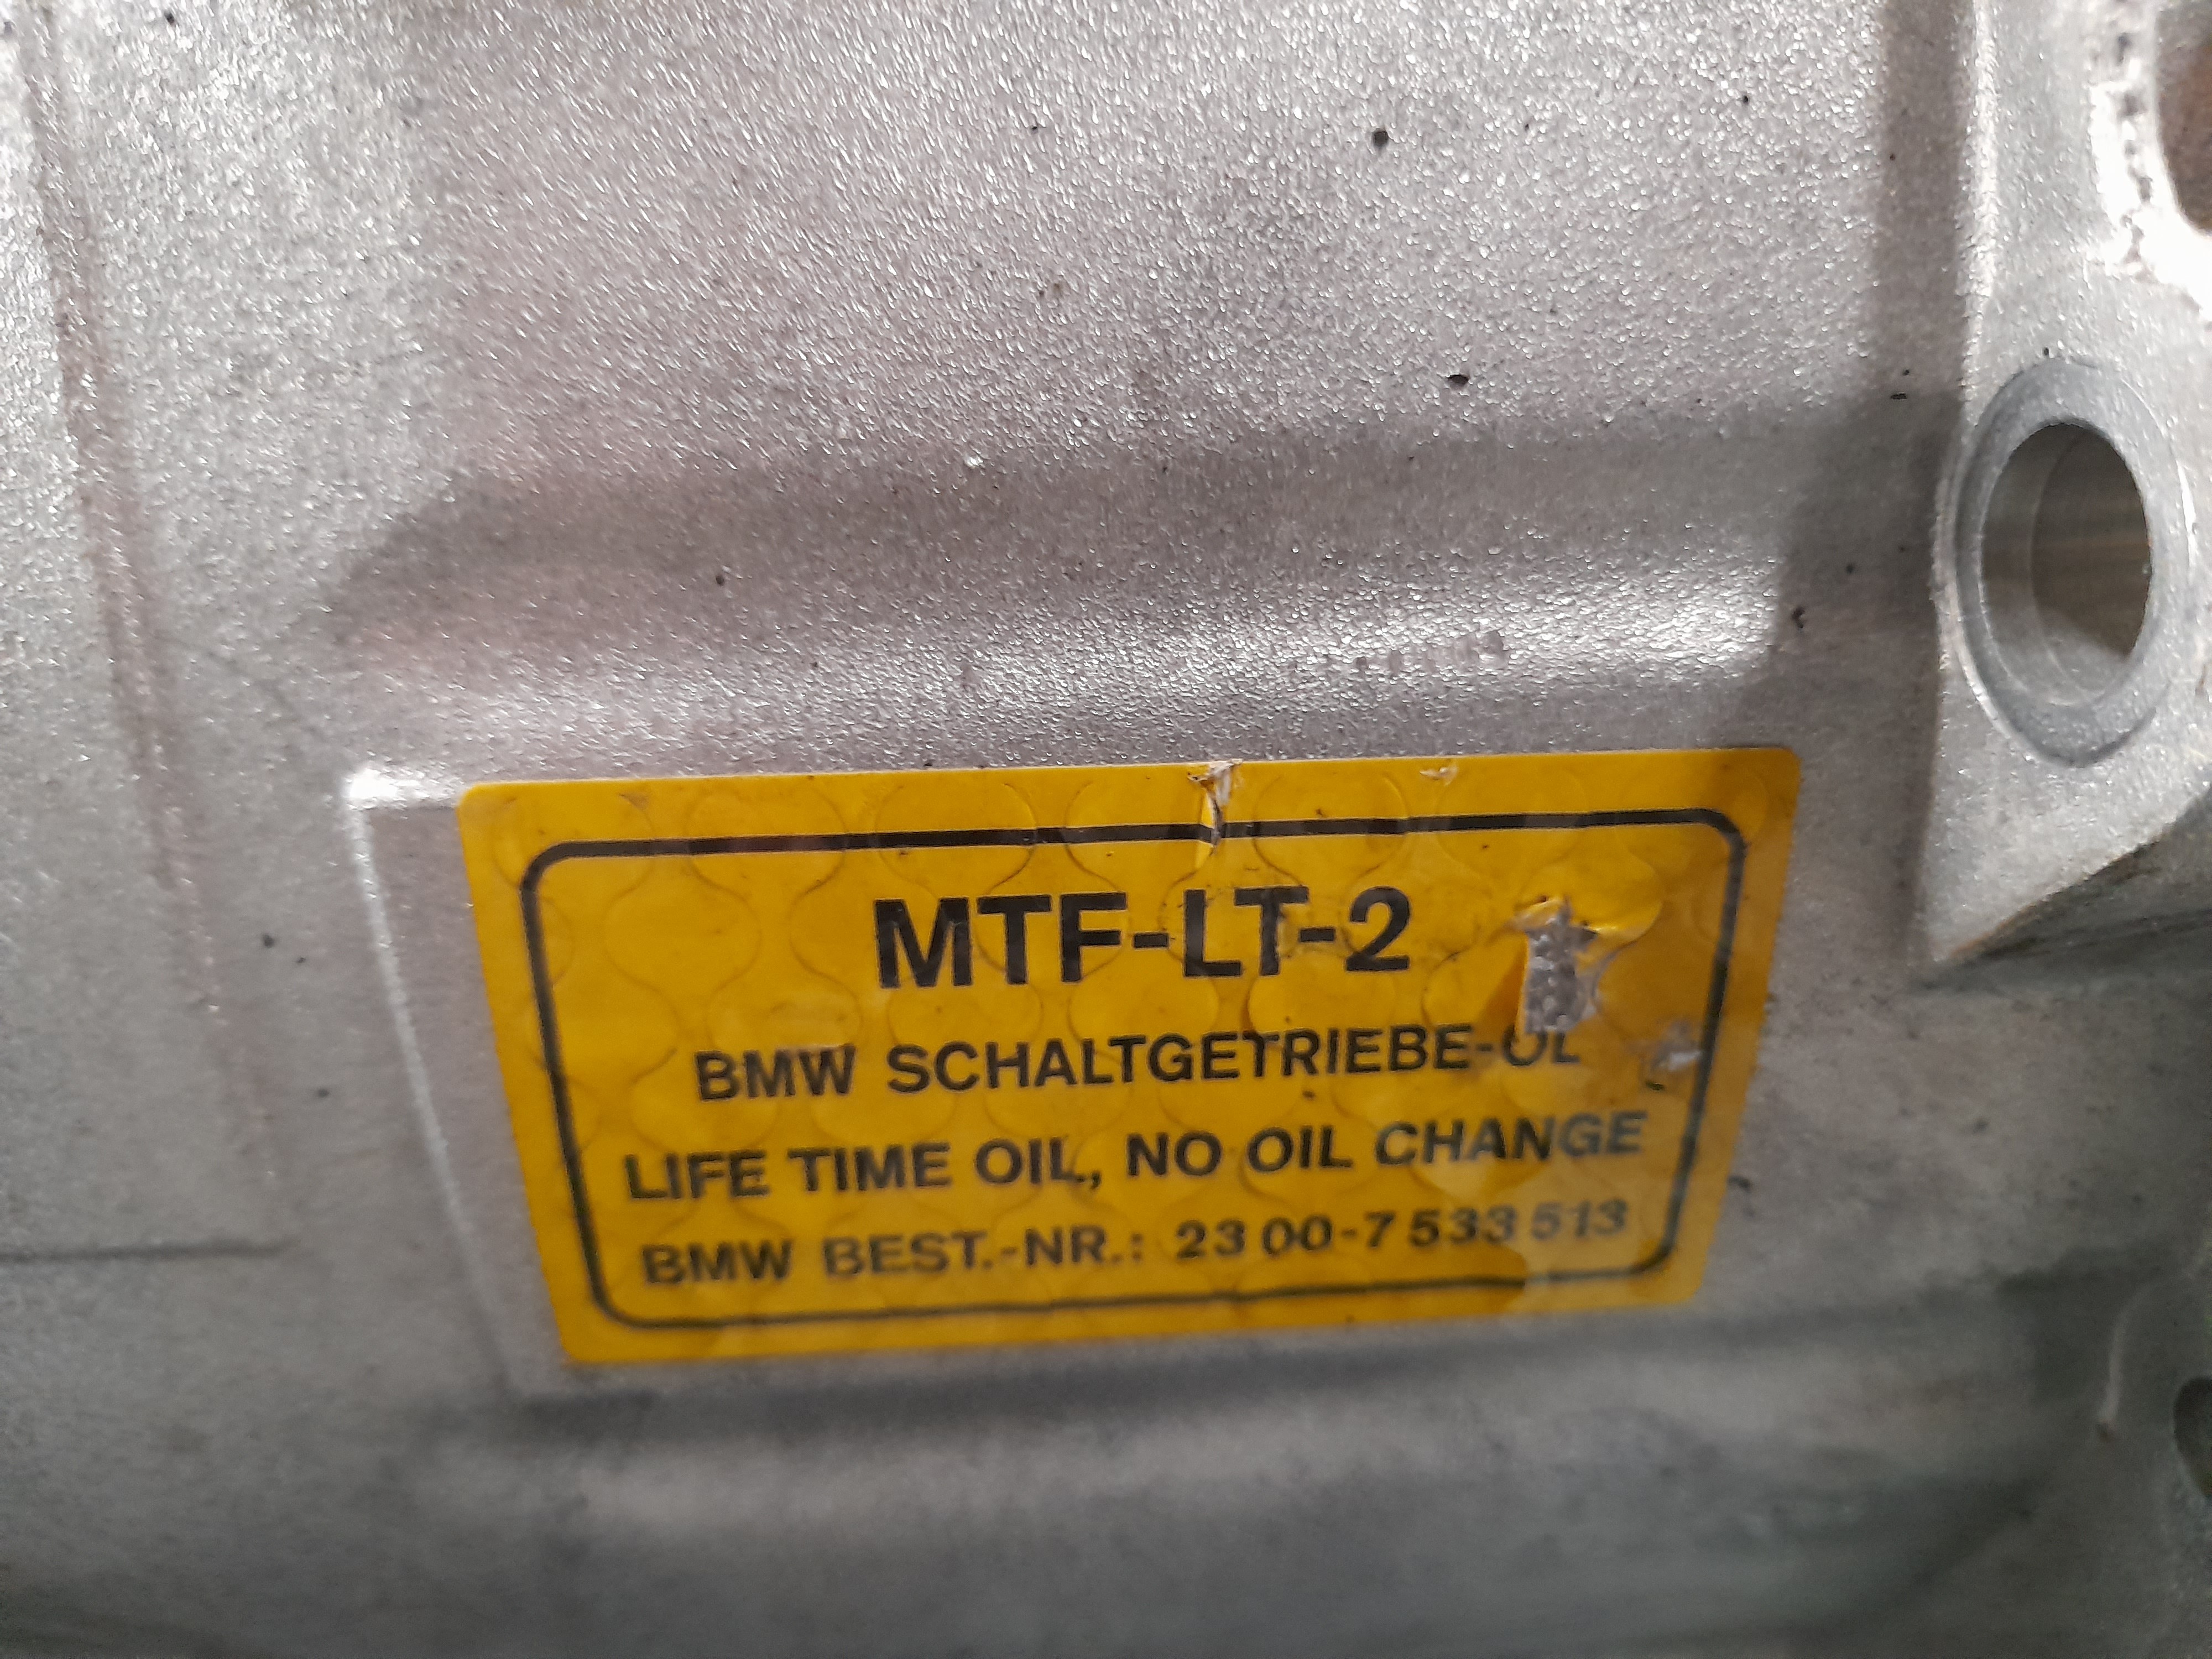 MTF-LT-2
BMW SCHALTGETRIEBE-ÖL
LIFE TIME OIL, NO OIL CHANGE
BMW BEST.-NR.: 23 00-7 533 513